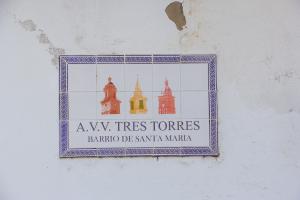 A.V.V. TRES TORRES
BARRIO DE SANTA MARIA